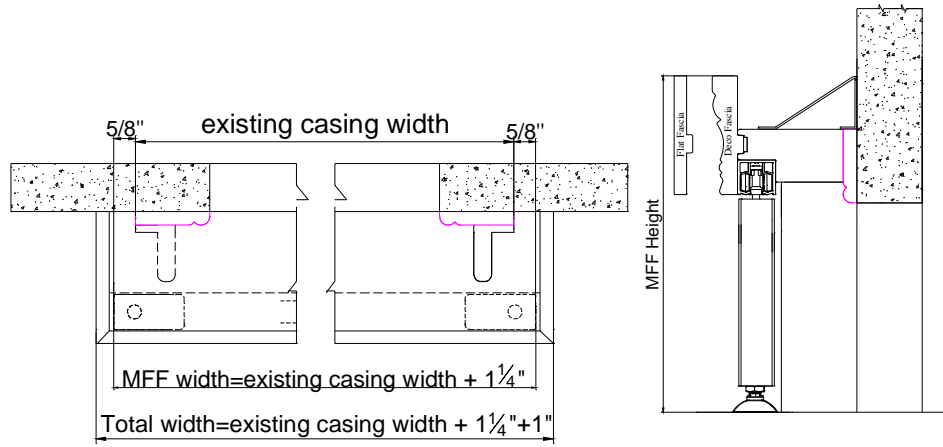 5/8"
existing casing width
5/8"
MFF width=existing casing width + 1¼"
Total width=existing casing width + 1¼"+1"
Flat Fascia
Deco Fascia
MFF Height